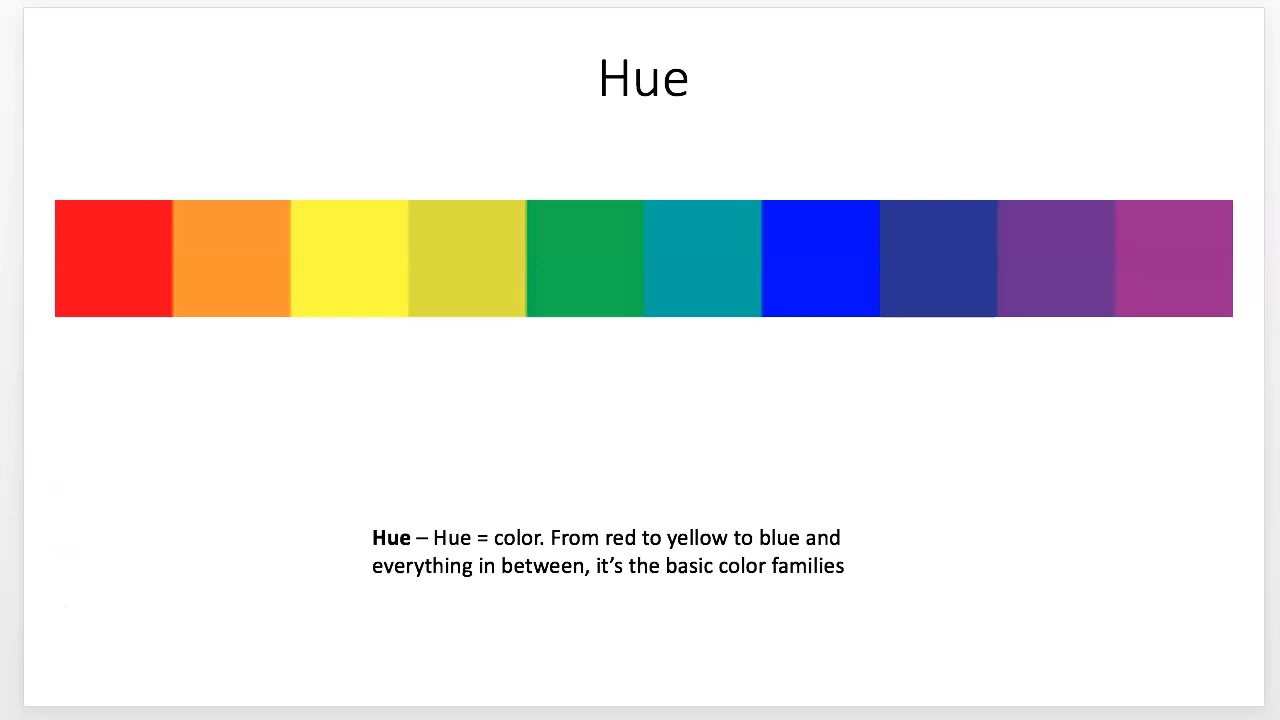 Hue
Hue – Hue = color. From red to yellow to blue and
everything in between, it’s the basic color families